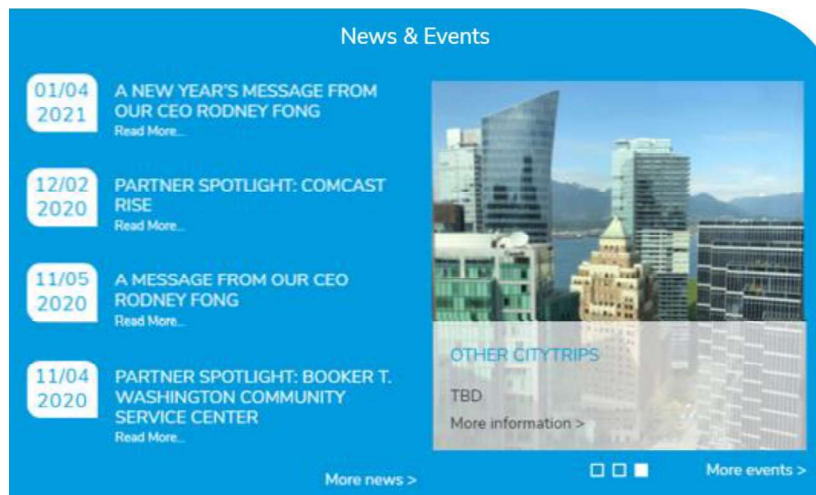 News & Events
01/04
2021
A NEW YEAR'S MESSAGE FROM
OUR CEO RODNEY FONG
Read More...
12/02
2020
PARTNER SPOTLIGHT: COMCAST
RISE
Read More...
11/05
2020
A MESSAGE FROM OUR CEO
RODNEY FONG
Read More...
11/04
2020
PARTNER SPOTLIGHT: BOOKER T.
WASHINGTON COMMUNITY
SERVICE CENTER
Read More...
More news >
OTHER CITYTRIPS
TBD
More information >
More events >